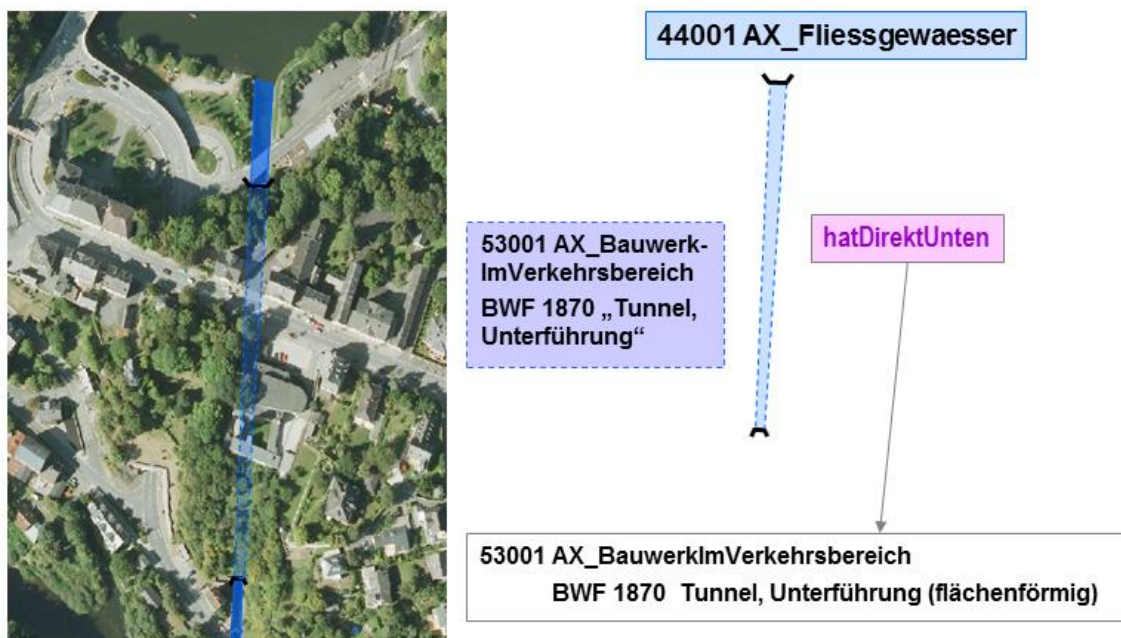 44001 AX_Fliessgewaesser
53001 AX_Bauwerk-
ImVerkehrsbereich
BWF 1870 „Tunnel,
Unterführung“
hatDirektUnten
53001 AX_BauwerkImVerkehrsbereich
BWF 1870 Tunnel, Unterführung (flächenförmig)